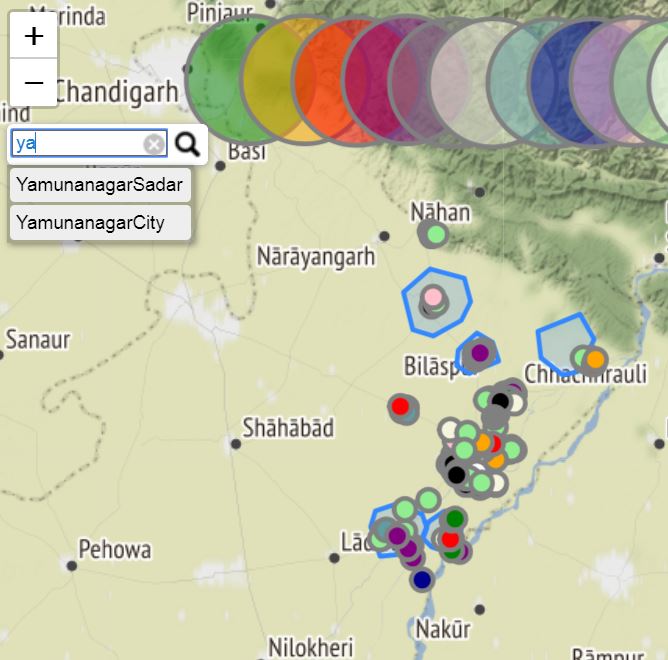 Morinda
Pinjaur
+
−
Chandigarh
ya
Basi
YamunanagarSadar
YamunanagarCity
Nāhan
Nārāyangarh
Sanaur
Bilāsp
Chhachhrauli
Shāhābād
Lād
Pehowa
Nakūr
Nilokheri
Rāmpur